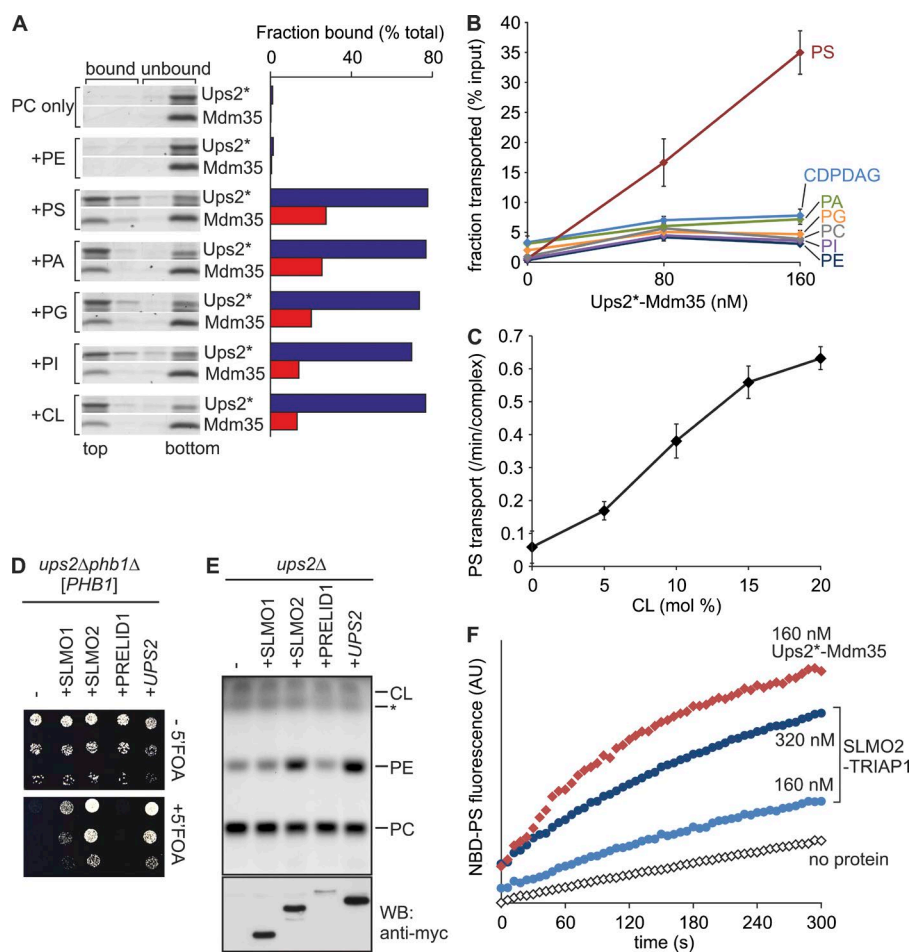 A
Fraction bound (% total)
0 40 80
bound unbound
PC only
Ups2*
Mdm35
+PE
Ups2*
Mdm35
+PS
Ups2*
Mdm35
+PA
Ups2*
Mdm35
+PG
Ups2*
Mdm35
+PI
Ups2*
Mdm35
+CL
Ups2*
Mdm35
top bottom
B
fraction transported (% input)
40
35
30
25
20
15
10
5
0
0 80 160
Ups2*-Mdm35 (nM)
PS
CDPDAG
PA
PG
PC
PI
PE
C
PS transport (/min/complex)
0.7
0.6
0.5
0.4
0.3
0.2
0.1
0
0 5 10 15 20
CL (mol %)
D
ups2Δphb1Δ
[PHB1]
-
+SLMO1
+SLMO2
+PRELID1
+UPS2
-5'FOA
+5'FOA
E
ups2Δ
-
+SLMO1
+SLMO2
+PRELID1
+UPS2
CL
*
PE
PC
WB:
anti-myc
F
NBD-PS fluorescence (AU)
160 nM
Ups2*-Mdm35
320 nM
SLMO2
-TRIAP1
160 nM
no protein
0 60 120 180 240 300
time (s)